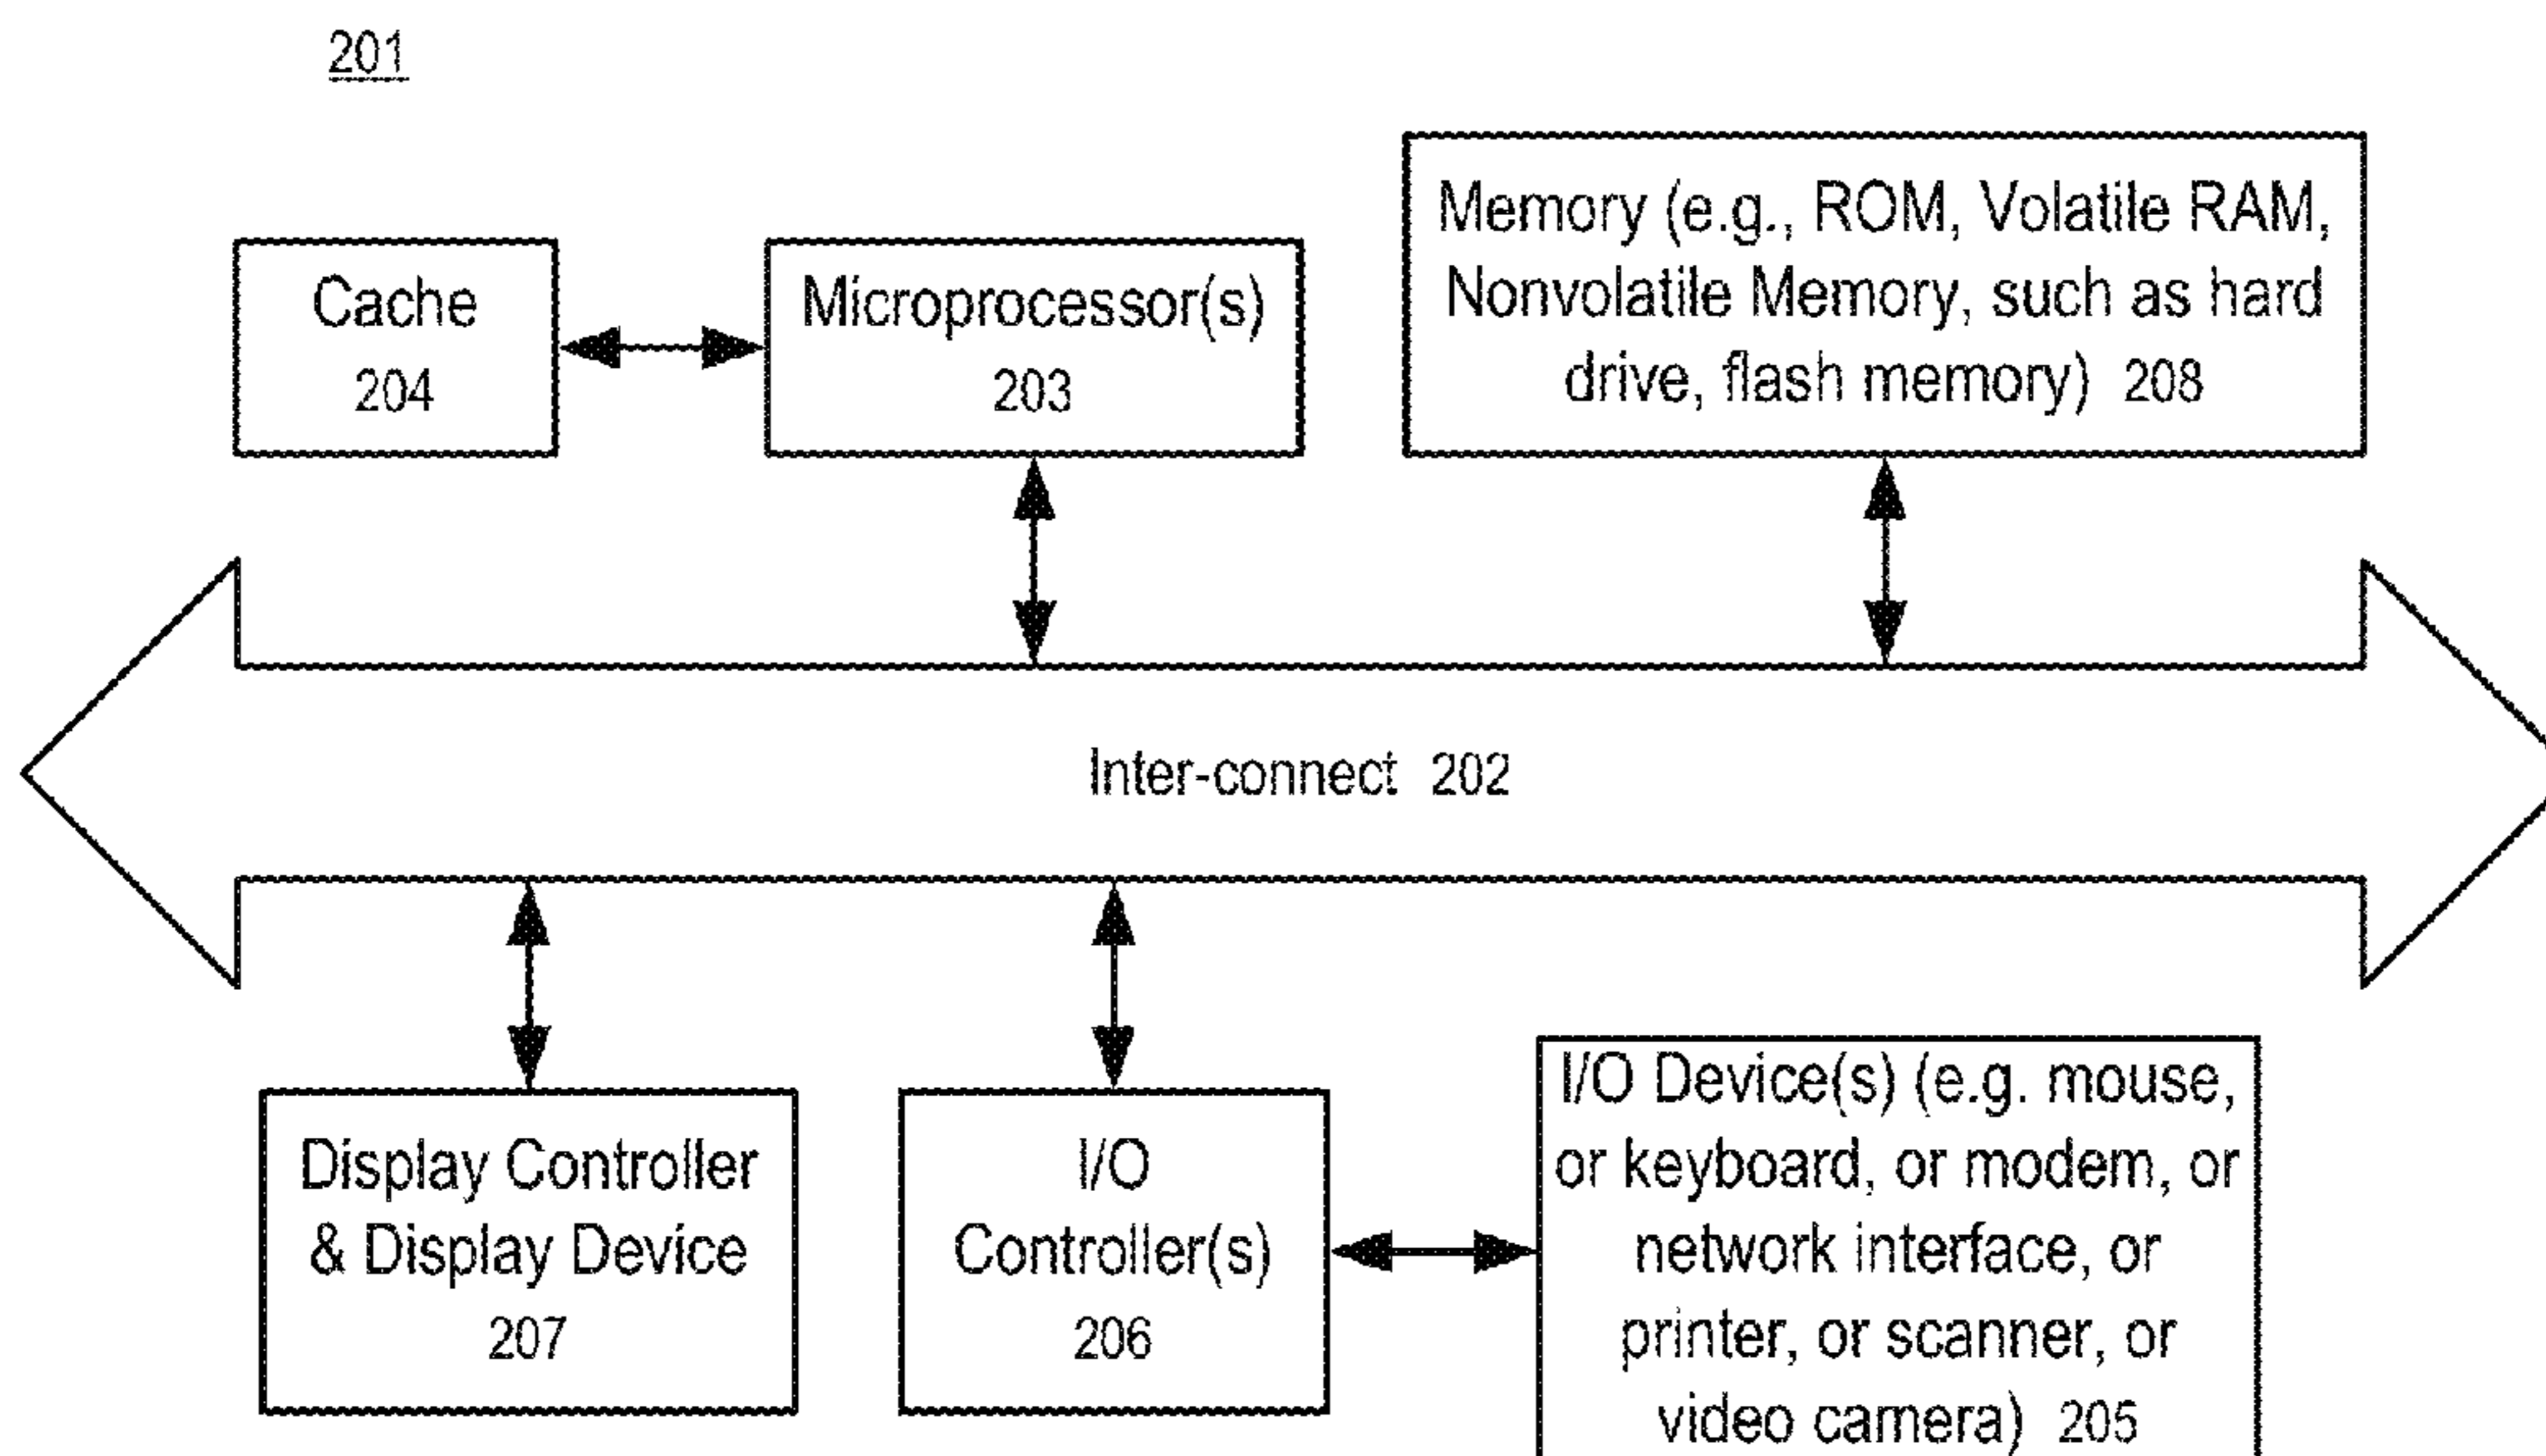 201
Cache
204
Microprocessor(s)
203
Memory (e.g., ROM, Volatile RAM,
Nonvolatile Memory, such as hard
drive, flash memory) 208
Inter-connect 202
Display Controller
& Display Device
207
I/O
Controller(s)
206
I/O Device(s) (e.g. mouse,
or keyboard, or modem, or
network interface, or
printer, or scanner, or
video camera) 205